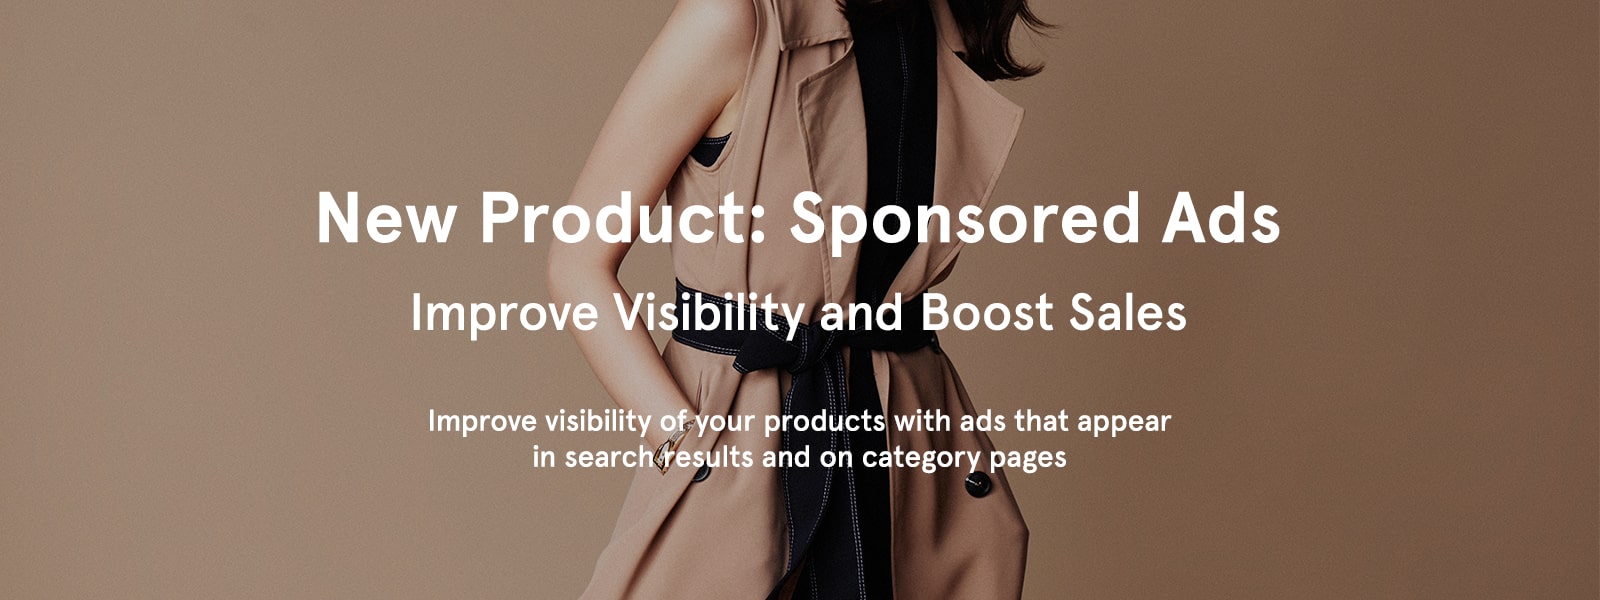 New Product: Sponsored Ads
Improve Visibility and Boost Sales
Improve visibility of your products with ads that appear
in search results and on category pages